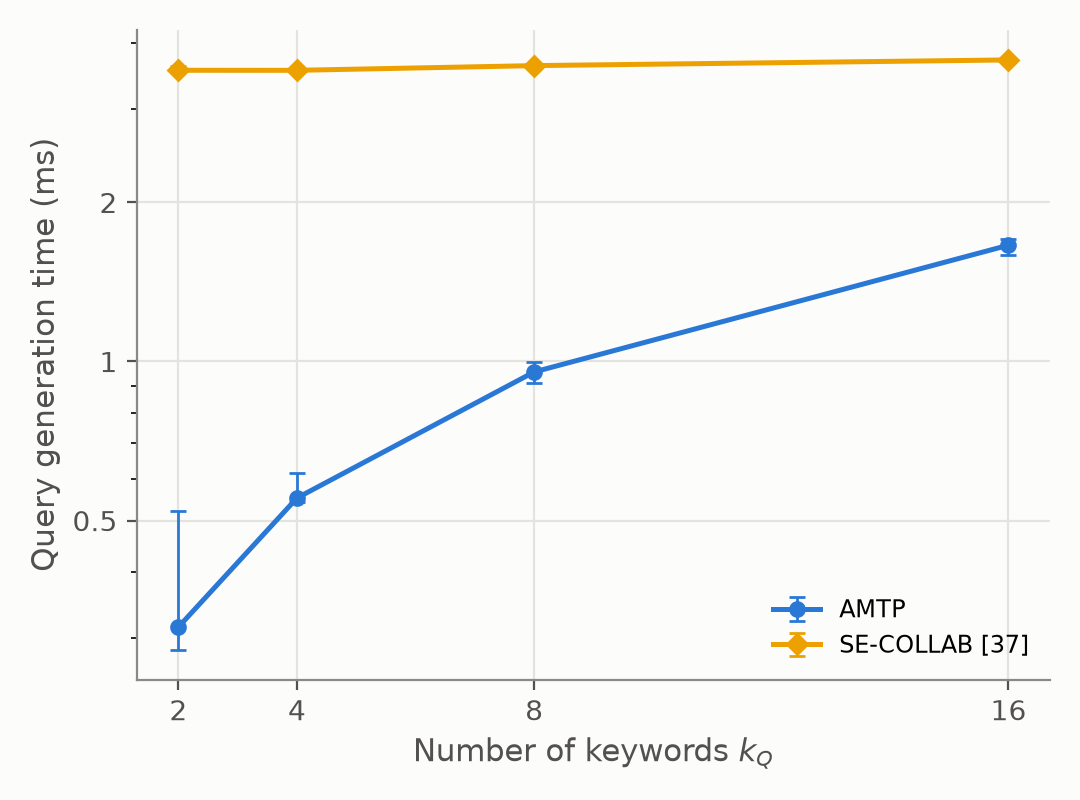 Query generation time (ms)
2
1
0.5
2
4
8
16
Number of keywords k_Q
AMTP
SE-COLLAB [37]